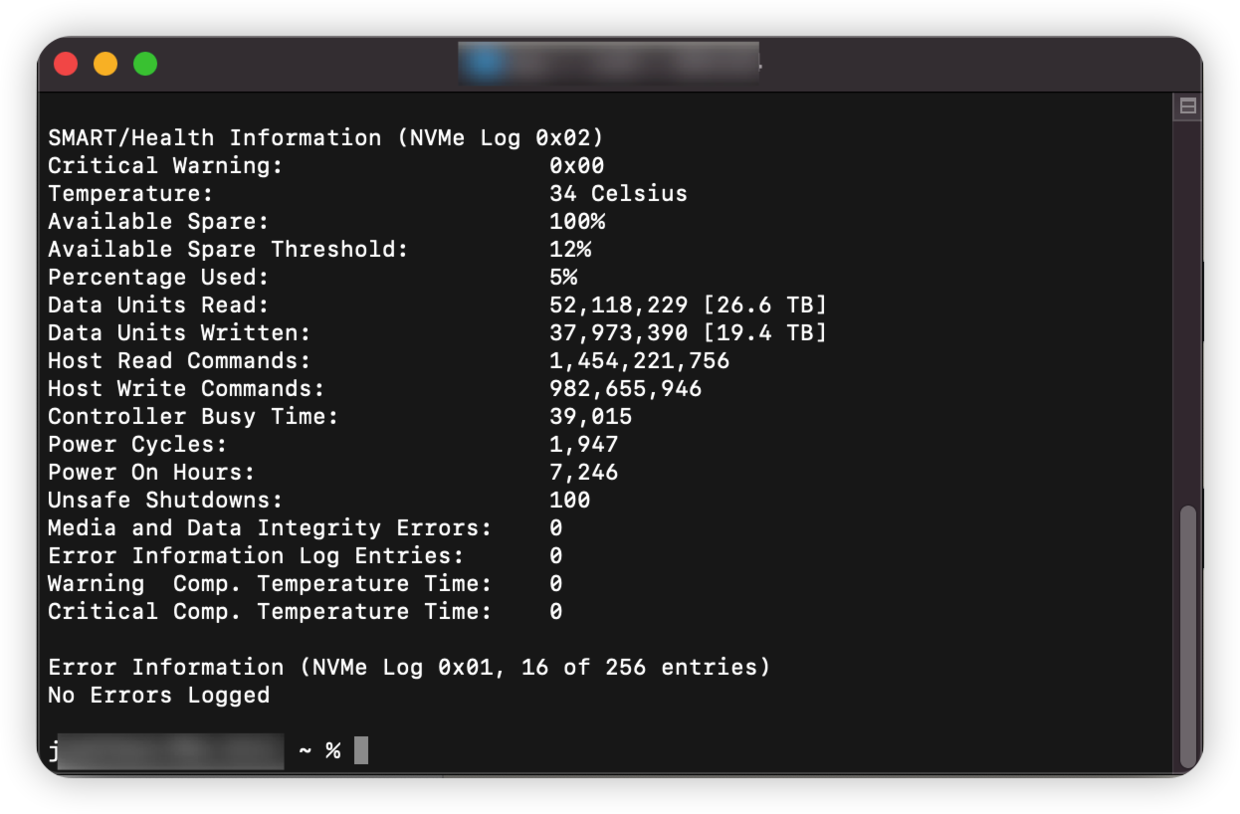 SMART/Health Information (NVMe Log 0x02)
Critical Warning: 0x00
Temperature: 34 Celsius
Available Spare: 100%
Available Spare Threshold: 12%
Percentage Used: 5%
Data Units Read: 52,118,229 [26.6 TB]
Data Units Written: 37,973,390 [19.4 TB]
Host Read Commands: 1,454,221,756
Host Write Commands: 982,655,946
Controller Busy Time: 39,015
Power Cycles: 1,947
Power On Hours: 7,246
Unsafe Shutdowns: 100
Media and Data Integrity Errors: 0
Error Information Log Entries: 0
Warning  Comp. Temperature Time: 0
Critical Comp. Temperature Time: 0
Error Information (NVMe Log 0x01, 16 of 256 entries)
No Errors Logged
~ %